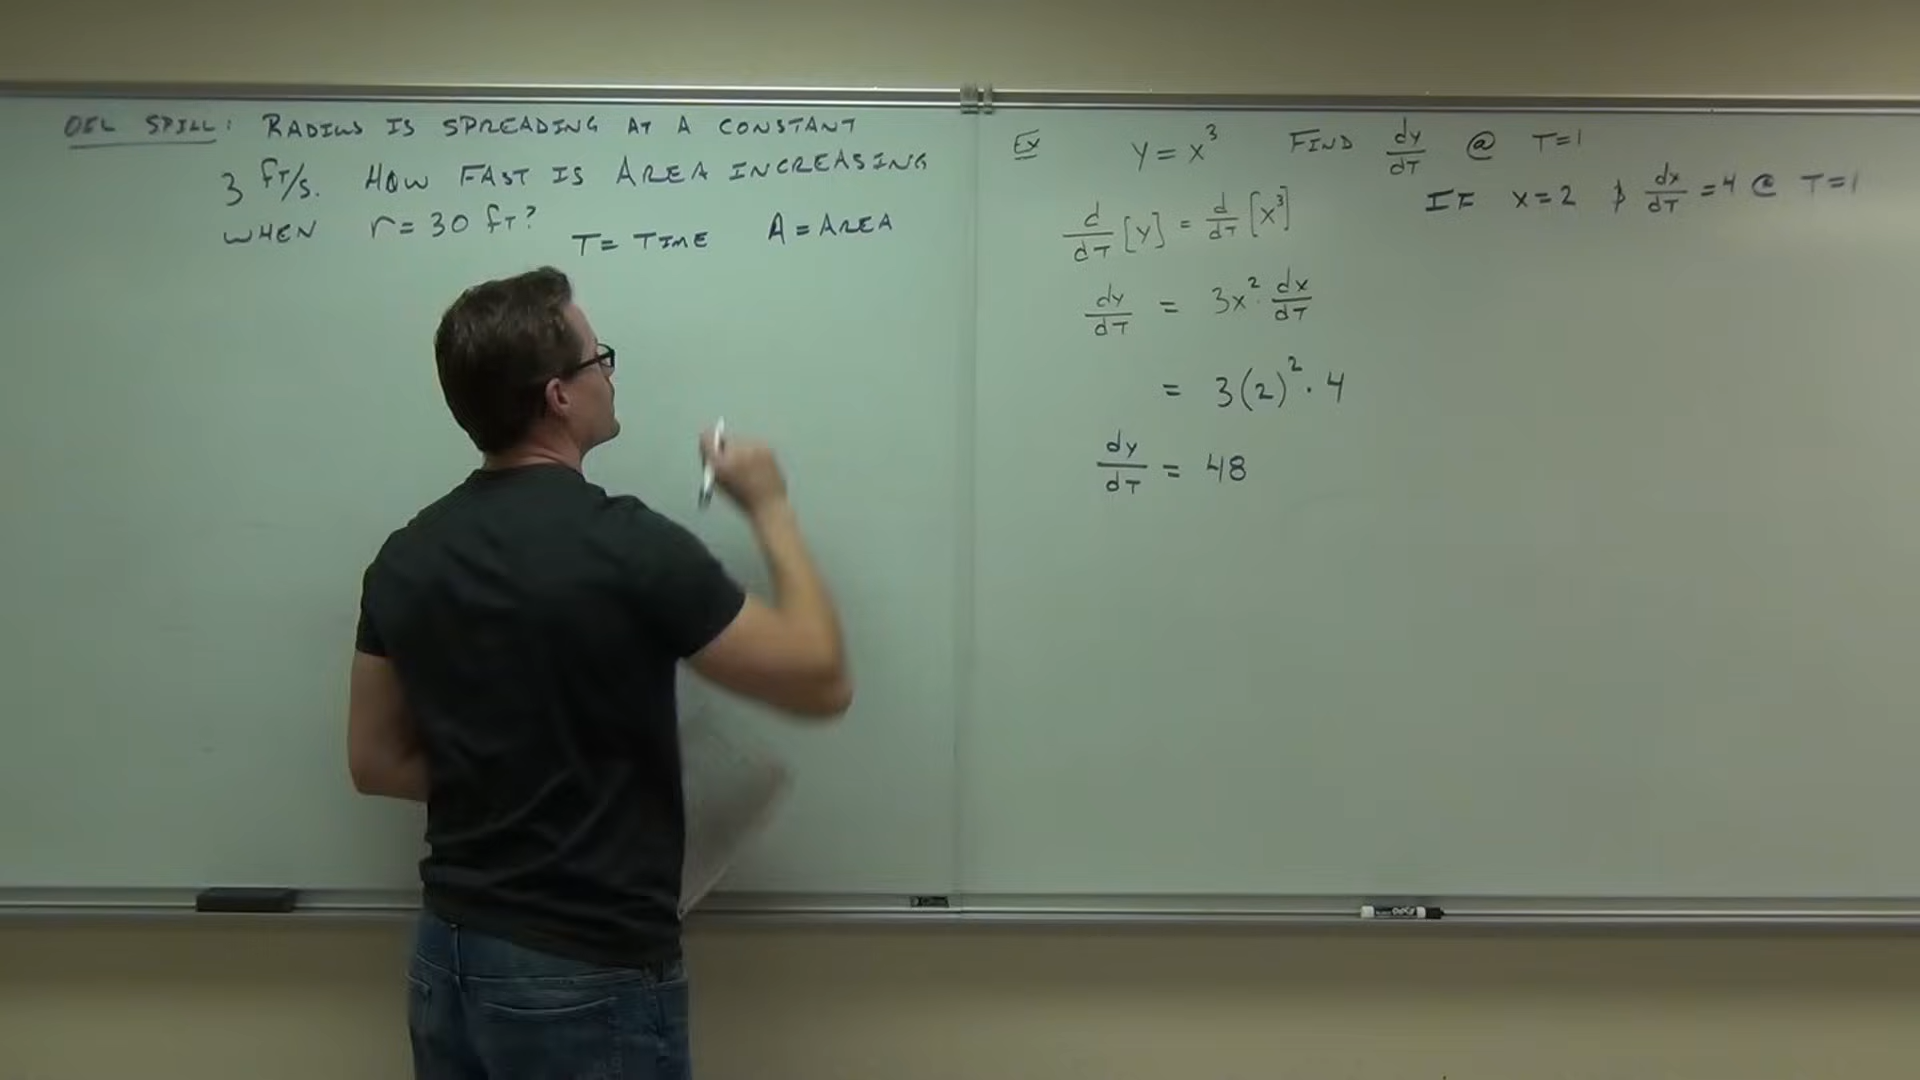 OIL SPILL: RADIUS IS SPREADING AT A CONSTANT
3 FT/S. HOW FAST IS AREA INCREASING
WHEN r = 30 FT?
T = TIME A = AREA
Ex y = x³ FIND dy/dT @ T=1
IF x = 2 & dx/dT = 4 @ T=1
d/dT [y] = d/dT [x³]
dy/dT = 3x² · dx/dT
= 3(2)² · 4
dy/dT = 48